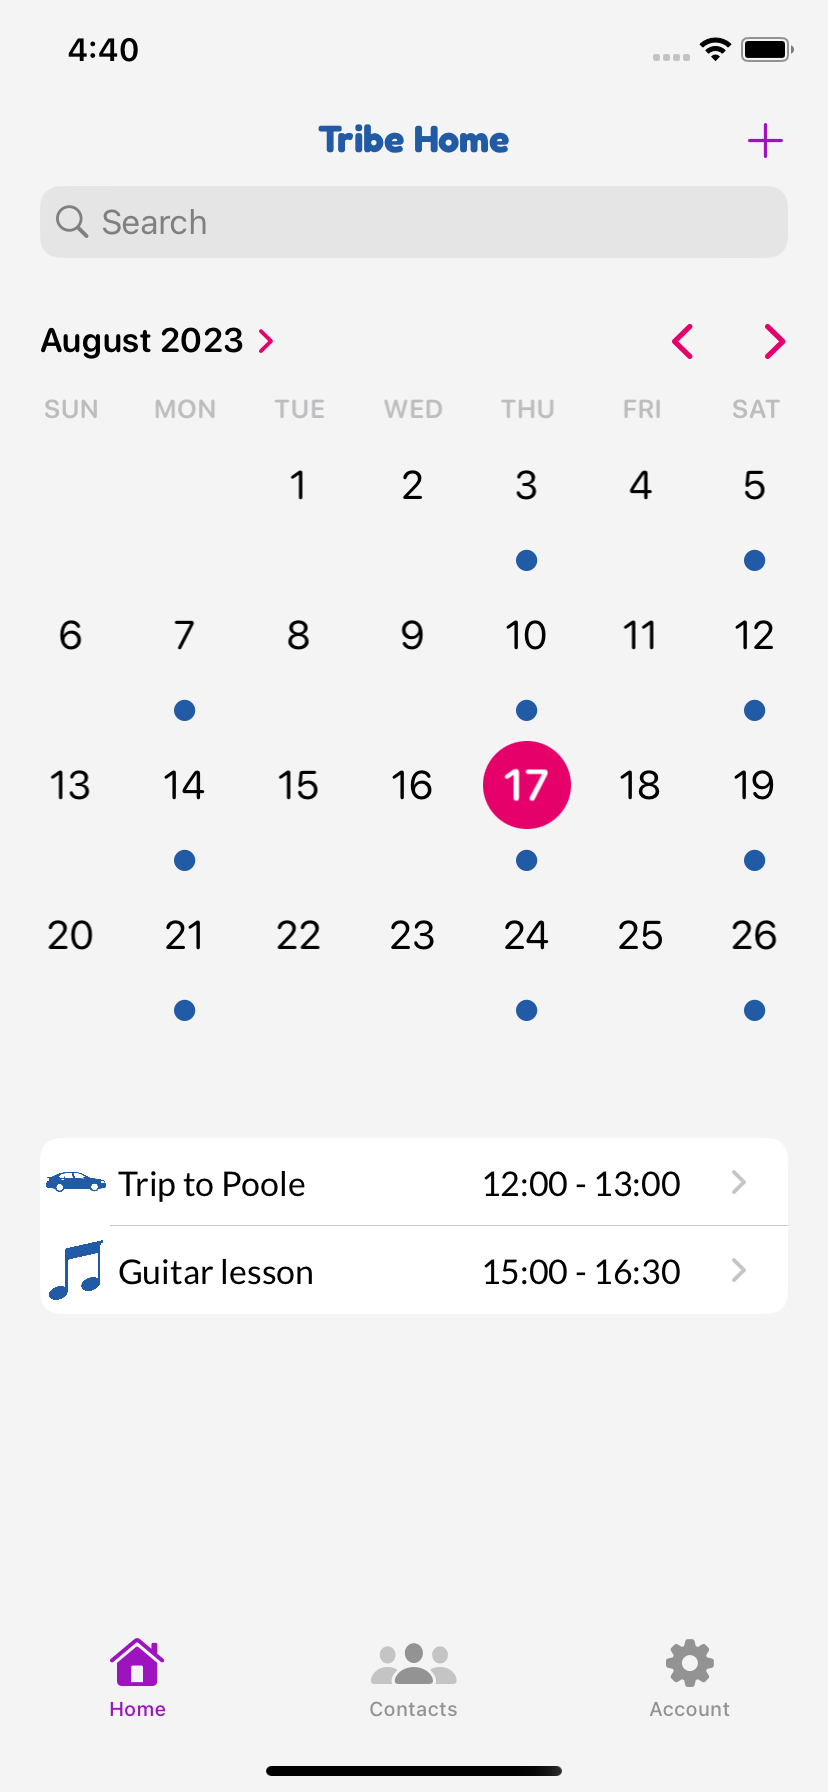 4:40
Tribe Home
Search
August 2023
SUN MON TUE WED THU FRI SAT
1 2 3 4 5
6 7 8 9 10 11 12
13 14 15 16 17 18 19
20 21 22 23 24 25 26
Trip to Poole 12:00 - 13:00
Guitar lesson 15:00 - 16:30
Home Contacts Account